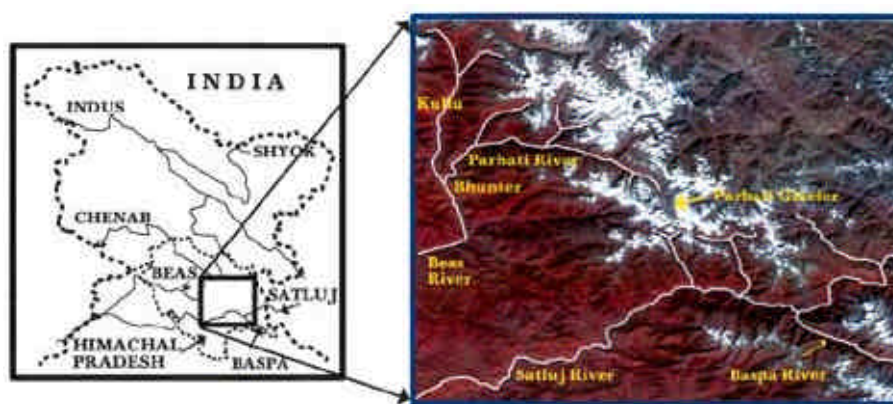 INDIA
INDUS
SHYOK
CHENAB
BEAS
SATLUJ
HIMACHAL
PRADESH
BASPA
Kullu
Parbati River
Bhunter
Parbati Glacier
Beas
River
Satluj River
Baspa River